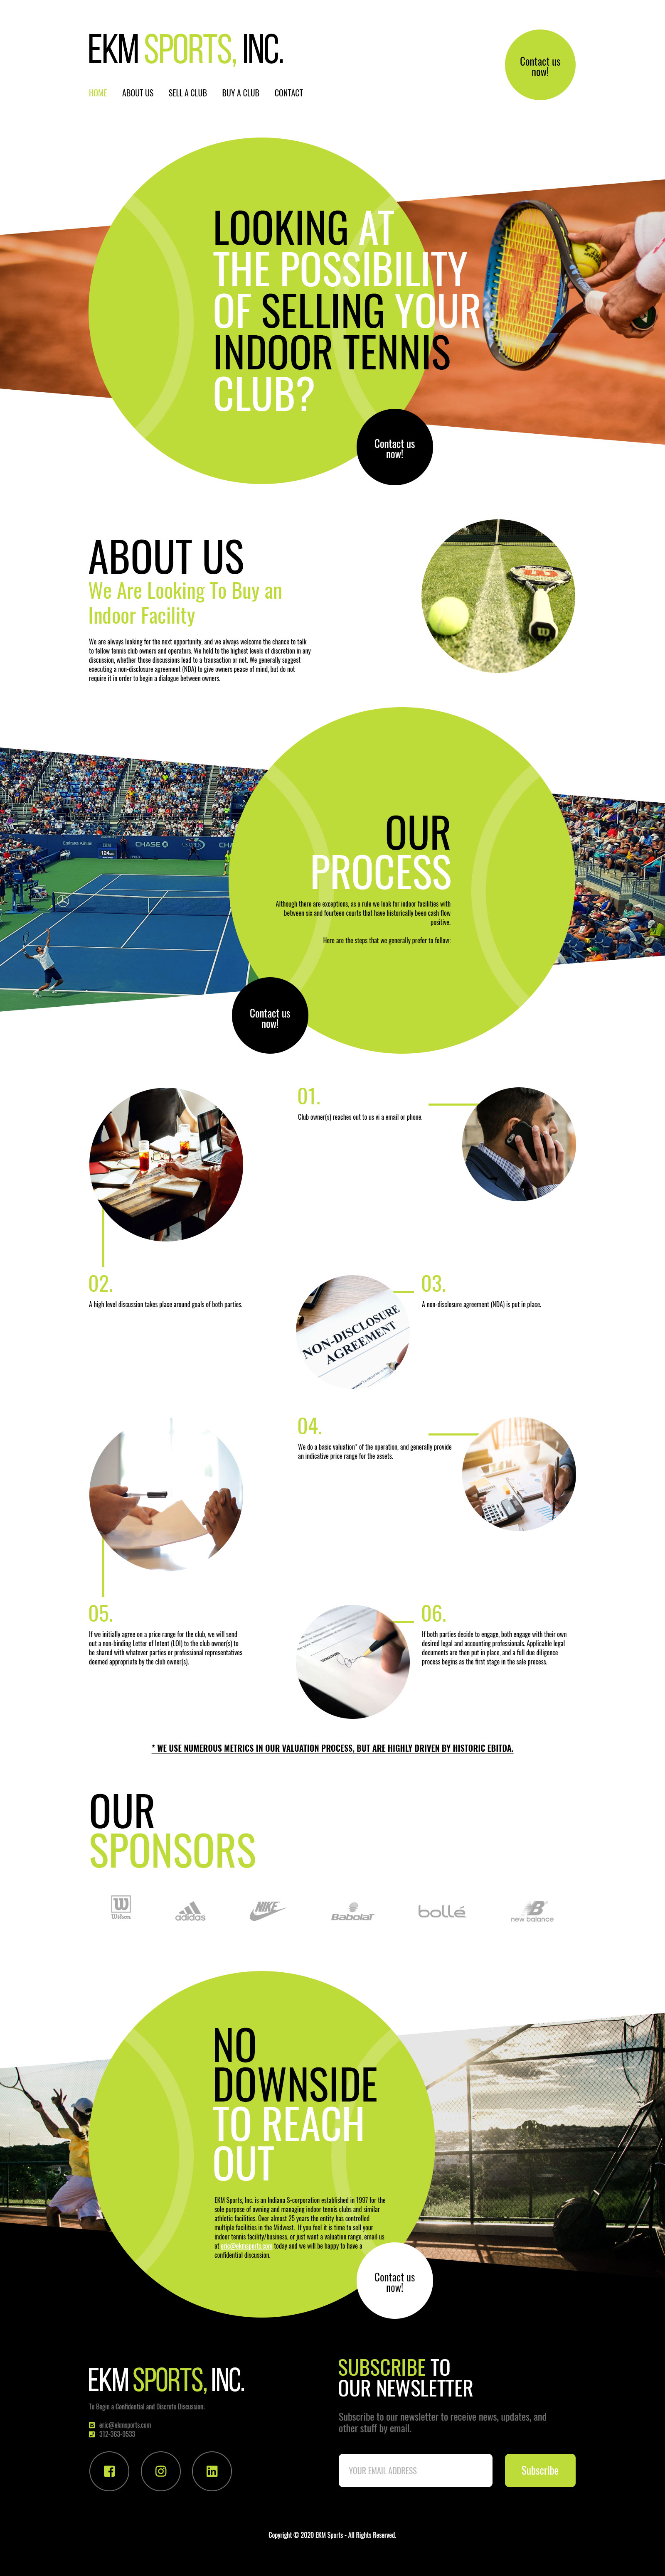 EKM SPORTS, INC.
Contact us
now!
HOME ABOUT US SELL A CLUB BUY A CLUB CONTACT
LOOKING AT
THE POSSIBILITY
OF SELLING YOUR
INDOOR TENNIS
CLUB?
Contact us
now!
ABOUT US
We Are Looking To Buy an
Indoor Facility
We are always looking for the next opportunity, and we always welcome the chance to talk
to fellow tennis club owners and operators. We hold to the highest levels of discretion in any
discussion, whether those discussions lead to a transaction or not. We generally suggest
executing a non-disclosure agreement (NDA) to give owners peace of mind, but do not
require it in order to begin a dialogue between owners.
CHASE
OUR
PROCESS
Although there are exceptions, as a rule we look for indoor facilities with
between six and fourteen courts that have historically been cash flow
positive.
Here are the steps that we generally prefer to follow:
Contact us
now!
01.
Club owner(s) reaches out to us vi a email or phone.
02.
A high level discussion takes place around goals of both parties.
NON-DISCLOSURE
AGREEMENT
03.
A non-disclosure agreement (NDA) is put in place.
04.
We do a basic valuation* of the operation, and generally provide
an indicative price range for the assets.
05.
If we initially agree on a price range for the club, we will send
out a non-binding Letter of Intent (LOI) to the club owner(s) to
be shared with whatever parties or professional representatives
deemed appropriate by the club owner(s).
06.
If both parties decide to engage, both engage with their own
desired legal and accounting professionals. Applicable legal
documents are then put in place, and a full due diligence
process begins as the first stage in the sale process.
* WE USE NUMEROUS METRICS IN OUR VALUATION PROCESS, BUT ARE HIGHLY DRIVEN BY HISTORIC EBITDA.
OUR
SPONSORS
W Wilson adidas NIKE Babolat bollé new balance
NO
DOWNSIDE
TO REACH
OUT
EKM Sports, Inc. is an Indiana S-corporation established in 1997 for the
sole purpose of owning and managing indoor tennis clubs and similar
athletic facilities. Over almost 25 years the entity has controlled
multiple facilities in the Midwest. If you feel it is time to sell your
indoor tennis facility/business, or just want a valuation range, email us
at eric@ekmsports.com today and we will be happy to have a
confidential discussion.
Contact us
now!
EKM SPORTS, INC.
To Begin a Confidential and Discrete Discussion:
eric@ekmsports.com
312-363-9533
SUBSCRIBE TO
OUR NEWSLETTER
Subscribe to our newsletter to receive news, updates, and
other stuff by email.
YOUR EMAIL ADDRESS
Subscribe
Copyright © 2020 EKM Sports - All Rights Reserved.